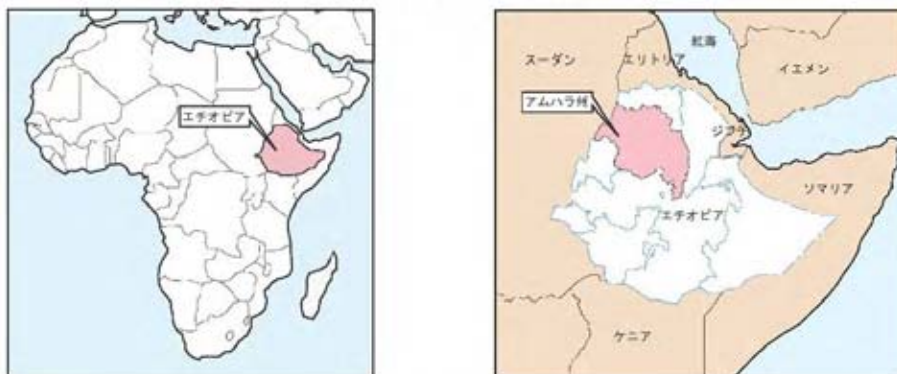 エチオピア
スーダン
エリトリア
紅海
イエメン
アムハラ州
ジブチ
ソマリア
エチオピア
ケニア